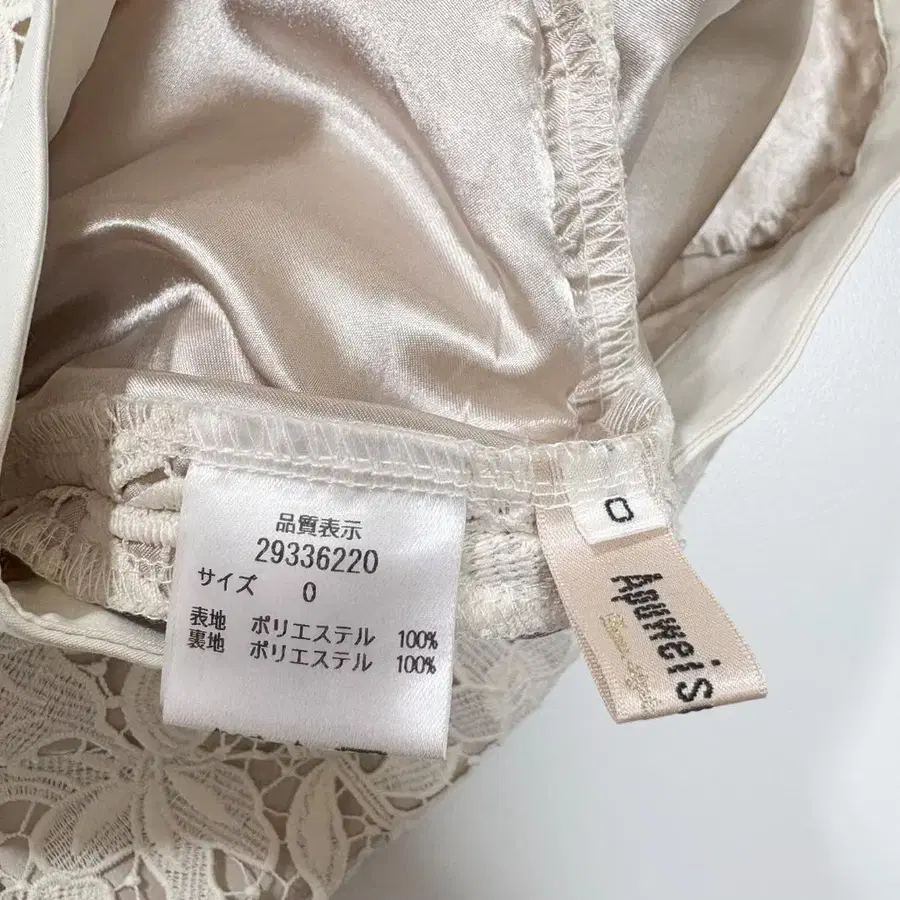 品質表示
29336220
サイズ 0
表地 ポリエステル 100%
裏地 ポリエステル 100%
0
Apuweis